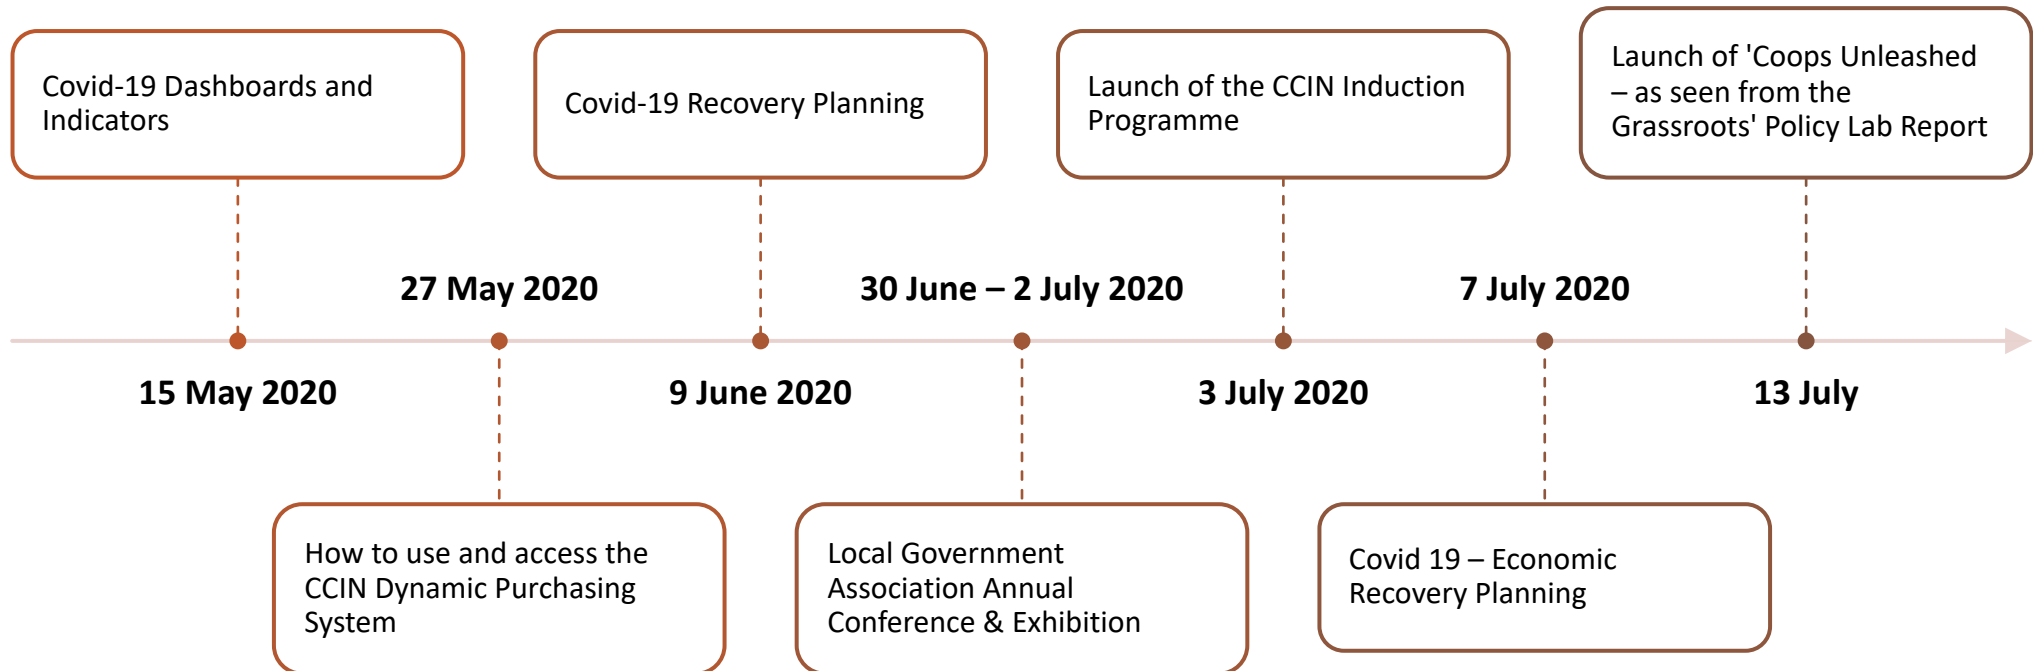 Covid-19 Dashboards and
Indicators
Covid-19 Recovery Planning
Launch of the CCIN Induction
Programme
Launch of 'Coops Unleashed
– as seen from the
Grassroots' Policy Lab Report
27 May 2020
30 June – 2 July 2020
7 July 2020
15 May 2020
9 June 2020
3 July 2020
13 July
How to use and access the
CCIN Dynamic Purchasing
System
Local Government
Association Annual
Conference & Exhibition
Covid 19 – Economic
Recovery Planning